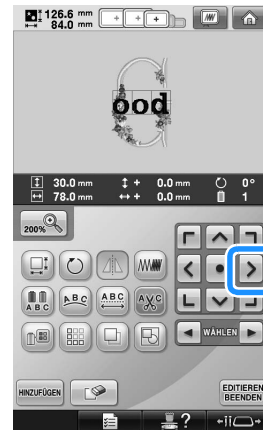 126.6 mm
84.0 mm
ood
30.0 mm + 0.0 mm 0°
78.0 mm + 0.0 mm 1
200%
A B C A B C A B C A C
WÄHLEN
HINZUFÜGEN
EDITIEREN
BEENDEN
?